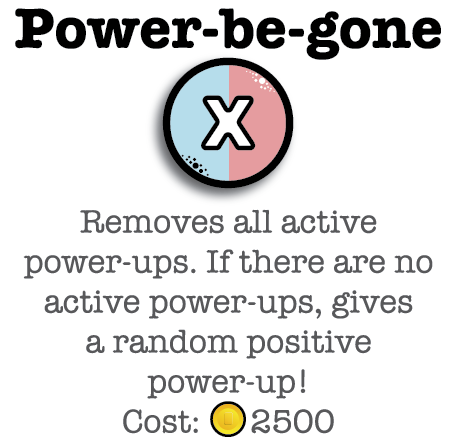 Power-be-gone
X
Removes all active
power-ups. If there are no
active power-ups, gives
a random positive
power-up!
Cost: 2500